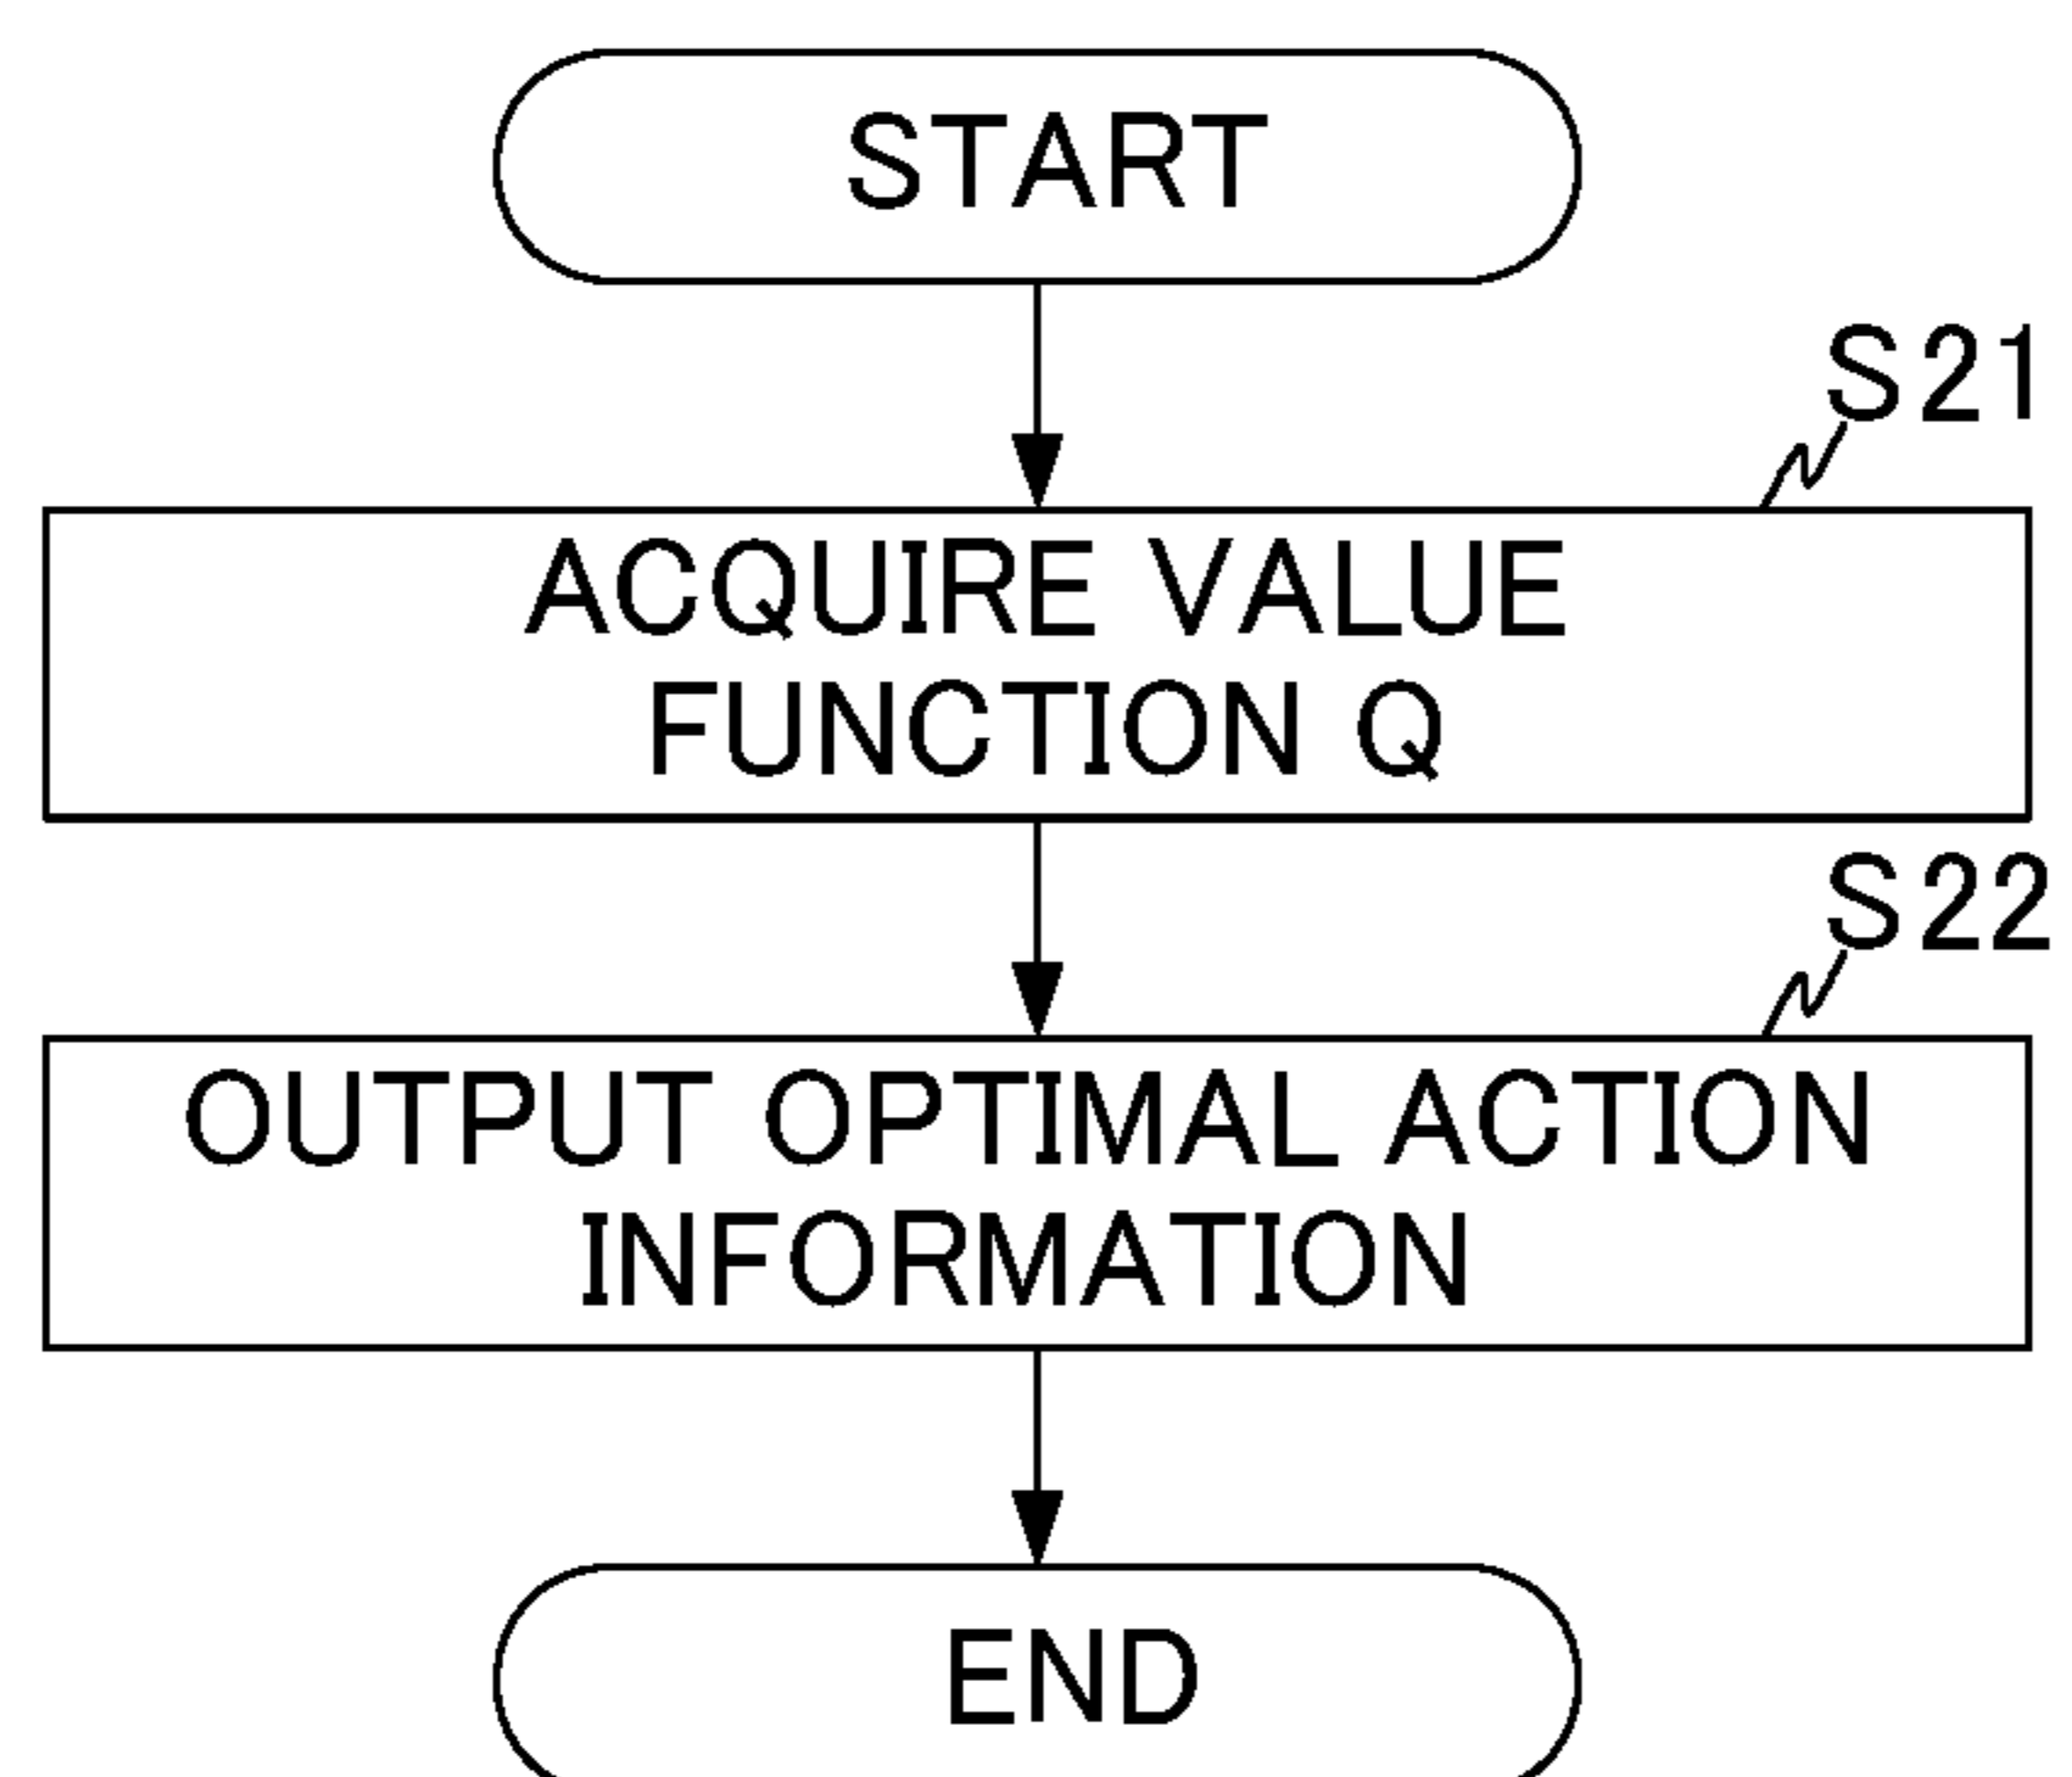 START
S21
ACQUIRE VALUE
FUNCTION Q
S22
OUTPUT OPTIMAL ACTION
INFORMATION
END